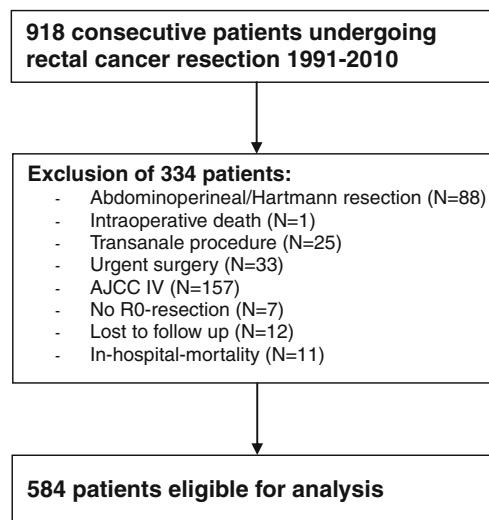 918 consecutive patients undergoing
rectal cancer resection 1991-2010
Exclusion of 334 patients:
- Abdominoperineal/Hartmann resection (N=88)
- Intraoperative death (N=1)
- Transanale procedure (N=25)
- Urgent surgery (N=33)
- AJCC IV (N=157)
- No R0-resection (N=7)
- Lost to follow up (N=12)
- In-hospital-mortality (N=11)
584 patients eligible for analysis